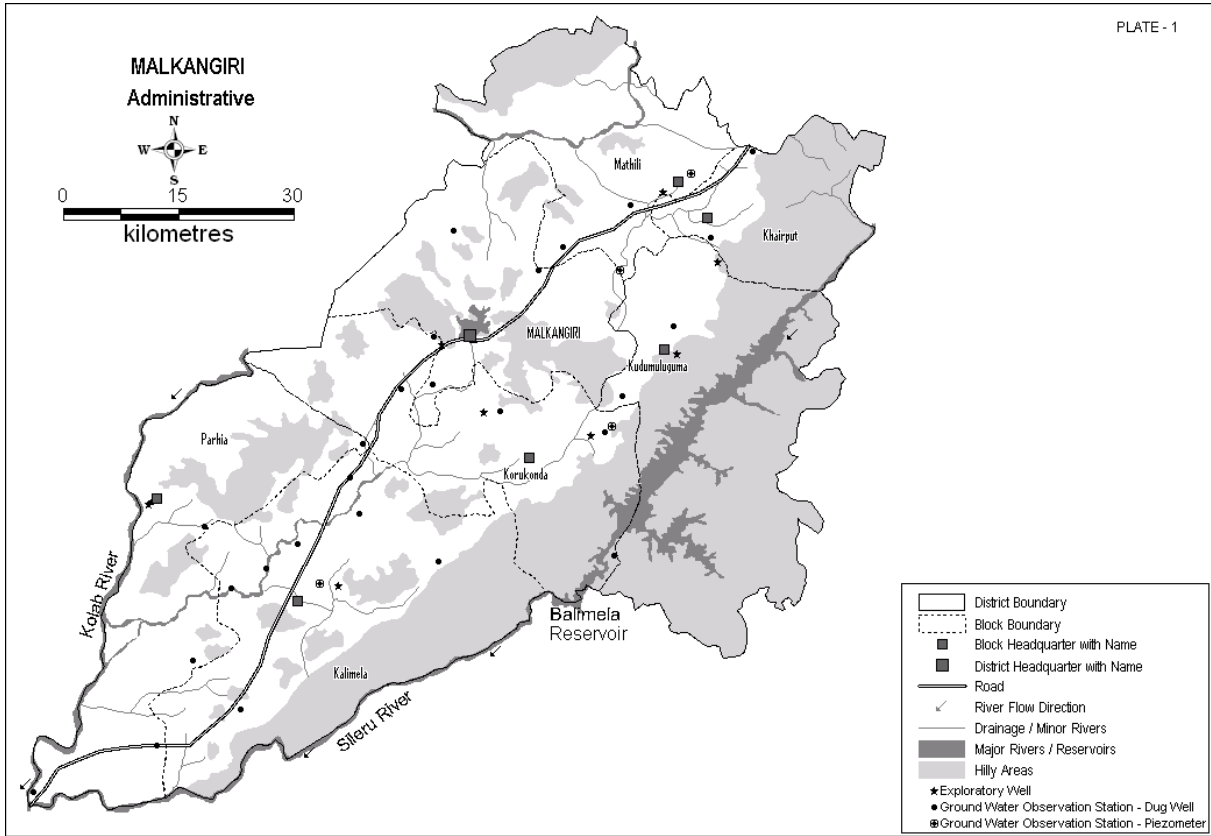 PLATE - 1
MALKANGIRI
Administrative
N
W E
S
0 15 30
kilometres
Mathili
Khairput
MALKANGIRI
Kudumuluguma
Parhia
Korukonda
Kolab River
Balimela
Reservoir
Kalimela
Sileru River
District Boundary
Block Boundary
Block Headquarter with Name
District Headquarter with Name
Road
River Flow Direction
Drainage / Minor Rivers
Major Rivers / Reservoirs
Hilly Areas
Exploratory Well
Ground Water Observation Station - Dug Well
Ground Water Observation Station - Piezometer